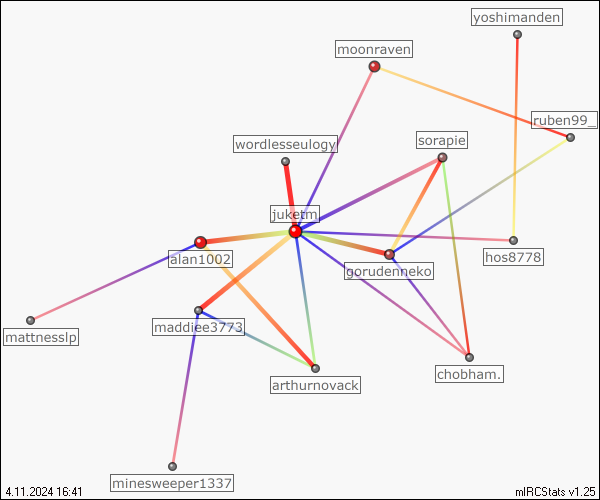 yoshimanden
moonraven
ruben99_
wordlesseulogy
sorapie
juketm
alan1002
hos8778
gorudenneko
maddiee3773
mattnesslp
chobham.
arthurnovack
minesweeper1337
4.11.2024 16:41
mIRCStats v1.25